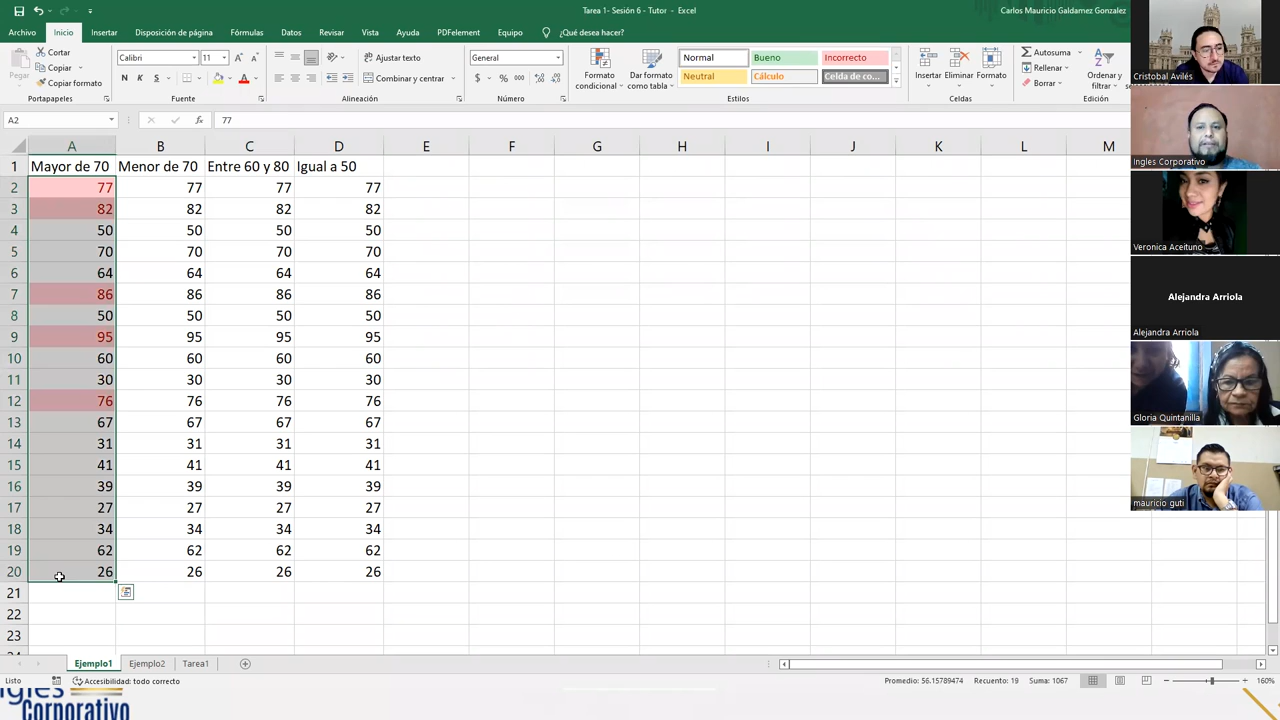 Tarea 1- Sesión 6 - Tutor - Excel
Carlos Mauricio Galdamez Gonzalez
Archivo Inicio Insertar Disposición de página Fórmulas Datos Revisar Vista Ayuda PDFelement Equipo ¿Qué desea hacer?
Pegar
Cortar
Copiar
Copiar formato
Portapapeles
Calibri 11
N K S
Fuente
Ajustar texto
Combinar y centrar
Alineación
General
Número
Formato condicional
Dar formato como tabla
Normal Bueno Incorrecto
Neutral Cálculo Celda de co...
Estilos
Insertar Eliminar Formato
Celdas
Autosuma
Rellenar
Borrar
Ordenar y filtrar
Edición
A2 77
A B C D E F G H I J K L M
1 Mayor de 70 Menor de 70 Entre 60 y 80 Igual a 50
2 77 77 77 77
3 82 82 82 82
4 50 50 50 50
5 70 70 70 70
6 64 64 64 64
7 86 86 86 86
8 50 50 50 50
9 95 95 95 95
10 60 60 60 60
11 30 30 30 30
12 76 76 76 76
13 67 67 67 67
14 31 31 31 31
15 41 41 41 41
16 39 39 39 39
17 27 27 27 27
18 34 34 34 34
19 62 62 62 62
20 26 26 26 26
21
22
23
Ejemplo1 Ejemplo2 Tarea1
Listo Accesibilidad: todo correcto
Promedio: 56.15789474 Recuento: 19 Suma: 1067 160%
Ingles
Corporativo
Cristobal Avilés
Ingles Corporativo
Veronica Aceituno
Alejandra Arriola
Alejandra Arriola
Gloria Quintanilla
mauricio guti